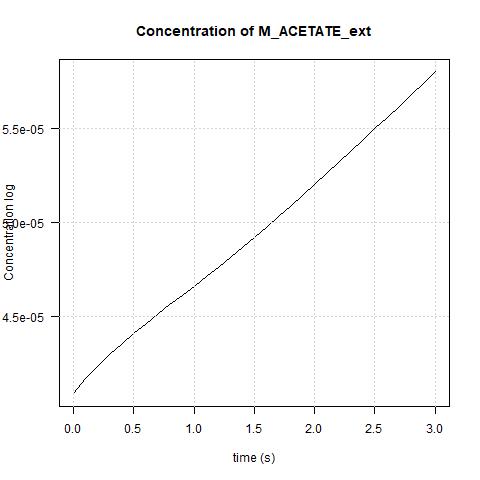 Concentration of M_ACETATE_ext
Concentration log
5.5e-05
5.0e-05
4.5e-05
0.0 0.5 1.0 1.5 2.0 2.5 3.0
time (s)